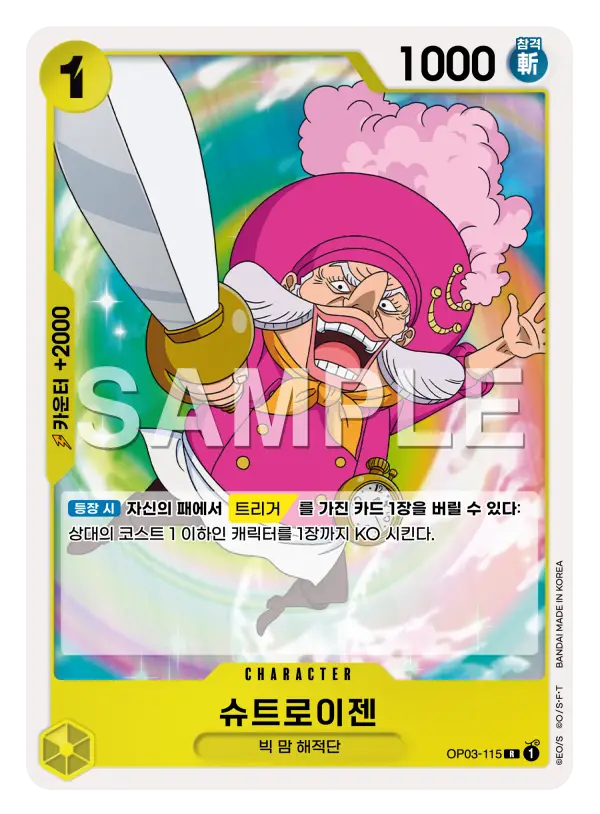 1
1000
참격
斬
카운터 +2000
SAMPLE
등장 시 자신의 패에서 트리거 를 가진 카드 1장을 버릴 수 있다:
상대의 코스트 1 이하인 캐릭터를 1장까지 KO 시킨다.
CHARACTER
슈트로이젠
빅 맘 해적단
OP03-115 R 1
©EO/S ©O/S·F·T BANDAI MADE IN KOREA